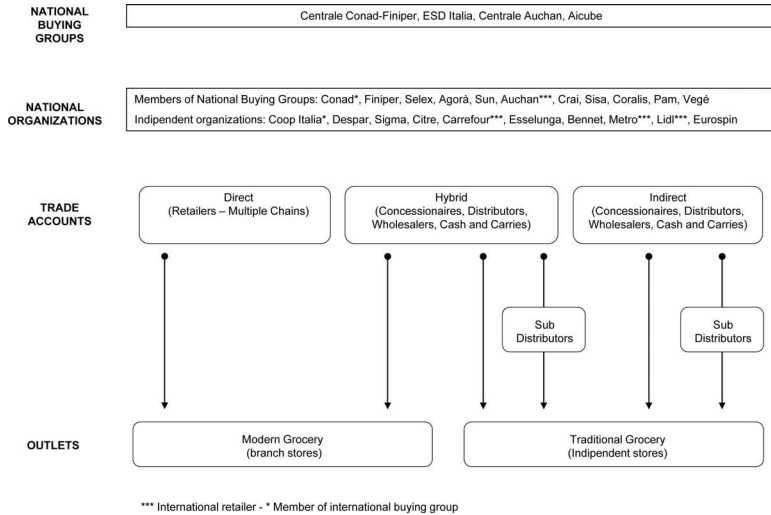 NATIONAL
BUYING
GROUPS
Centrale Conad-Finiper, ESD Italia, Centrale Auchan, Aicube
NATIONAL
ORGANIZATIONS
Members of National Buying Groups: Conad*, Finiper, Selex, Agorà, Sun, Auchan***, Crai, Sisa, Coralis, Pam, Vegé
Indipendent organizations: Coop Italia*, Despar, Sigma, Citre, Carrefour***, Esselunga, Bennet, Metro***, Lidl***, Eurospin
TRADE
ACCOUNTS
Direct
(Retailers – Multiple Chains)
Hybrid
(Concessionaires, Distributors,
Wholesalers, Cash and Carries)
Indirect
(Concessionaires, Distributors,
Wholesalers, Cash and Carries)
Sub
Distributors
Sub
Distributors
OUTLETS
Modern Grocery
(branch stores)
Traditional Grocery
(Indipendent stores)
*** International retailer - * Member of international buying group